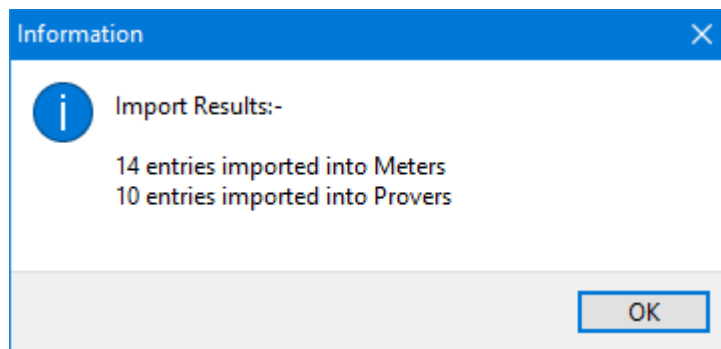 Information
Import Results:-
14 entries imported into Meters
10 entries imported into Provers
OK